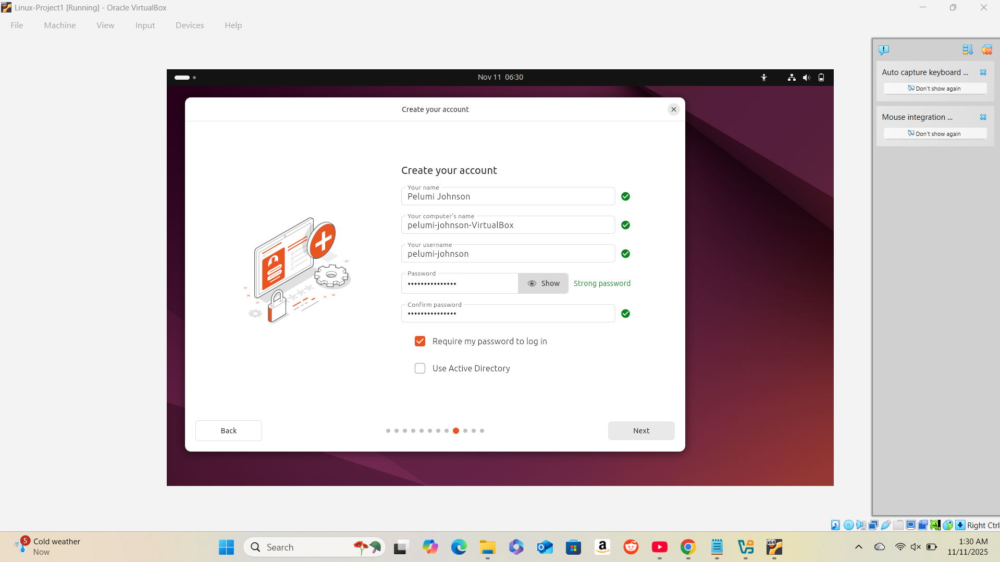 Linux-Project1 [Running] - Oracle VirtualBox
File Machine View Input Devices Help
Auto capture keyboard ...
Don't show again
Mouse integration ...
Don't show again
Nov 11 06:30
Create your account
Create your account
Your name
Pelumi Johnson
Your computer's name
pelumi-johnson-VirtualBox
Your username
pelumi-johnson
Password
••••••••••••••• Show Strong password
Confirm password
•••••••••••••••
Require my password to log in
Use Active Directory
Back
Next
Right Ctrl
5
Cold weather
Now
Search
1:30 AM
11/11/2025